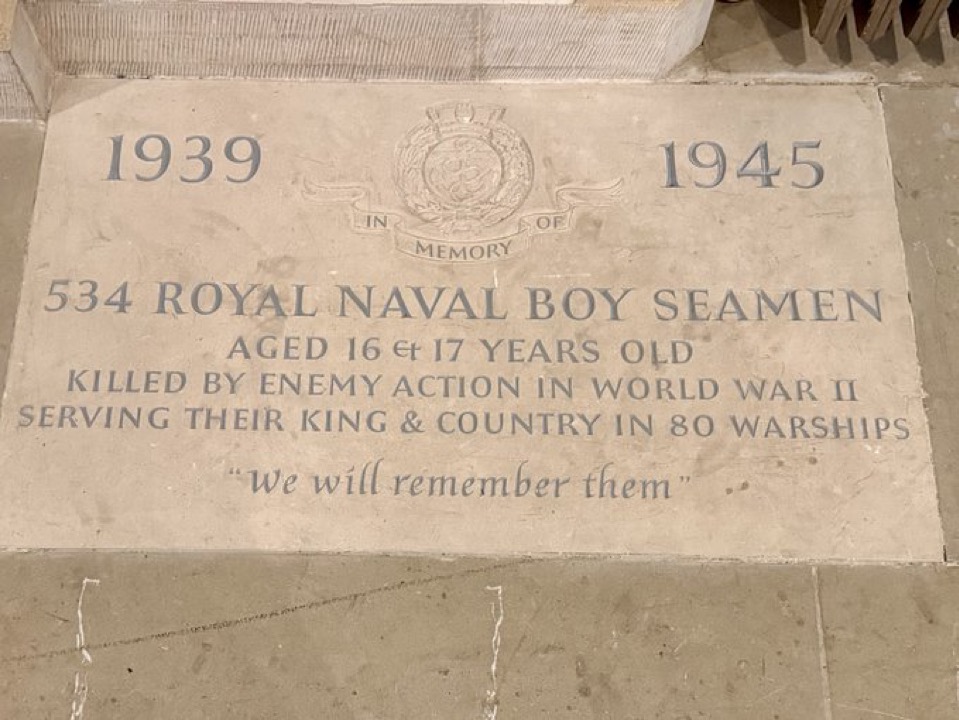 1939 1945
IN MEMORY OF
534 ROYAL NAVAL BOY SEAMEN
AGED 16 & 17 YEARS OLD
KILLED BY ENEMY ACTION IN WORLD WAR II
SERVING THEIR KING & COUNTRY IN 80 WARSHIPS
"We will remember them"